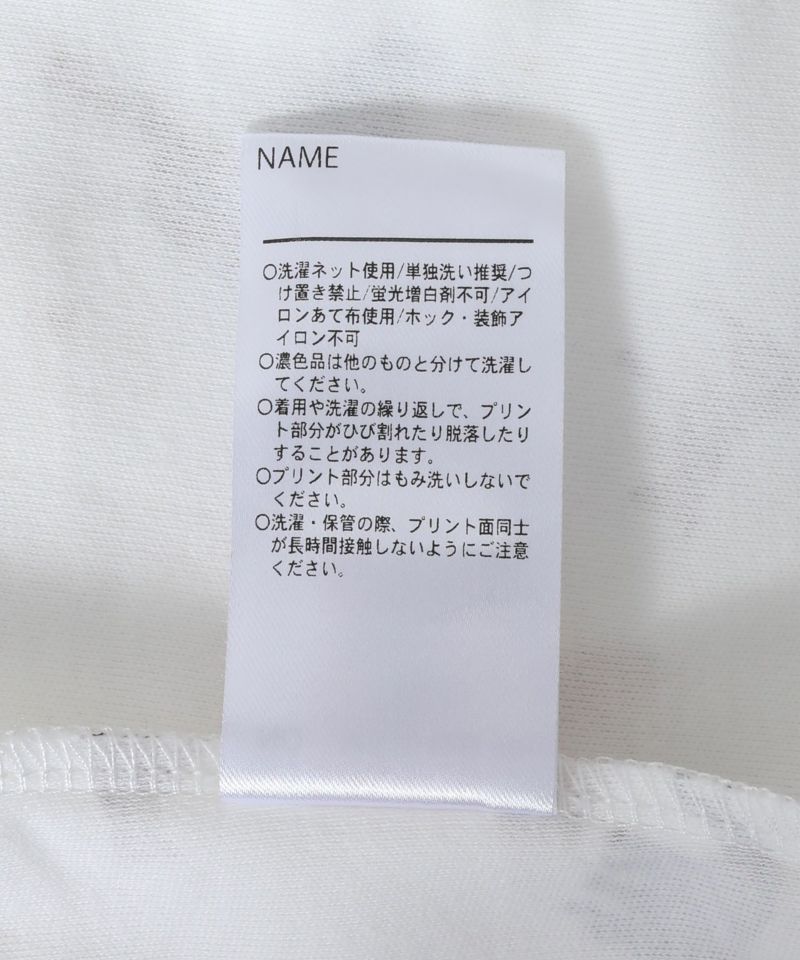 NAME
○洗濯ネット使用/単独洗い推奨/つ
け置き禁止/蛍光増白剤不可/アイ
ロンあて布使用/ホック・装飾ア
イロン不可
○濃色品は他のものと分けて洗濯し
てください。
○着用や洗濯の繰り返しで、プリン
ト部分がひび割れたり脱落したり
することがあります。
○プリント部分はもみ洗いしないで
ください。
○洗濯・保管の際、プリント面同士
が長時間接触しないようにご注意
ください。